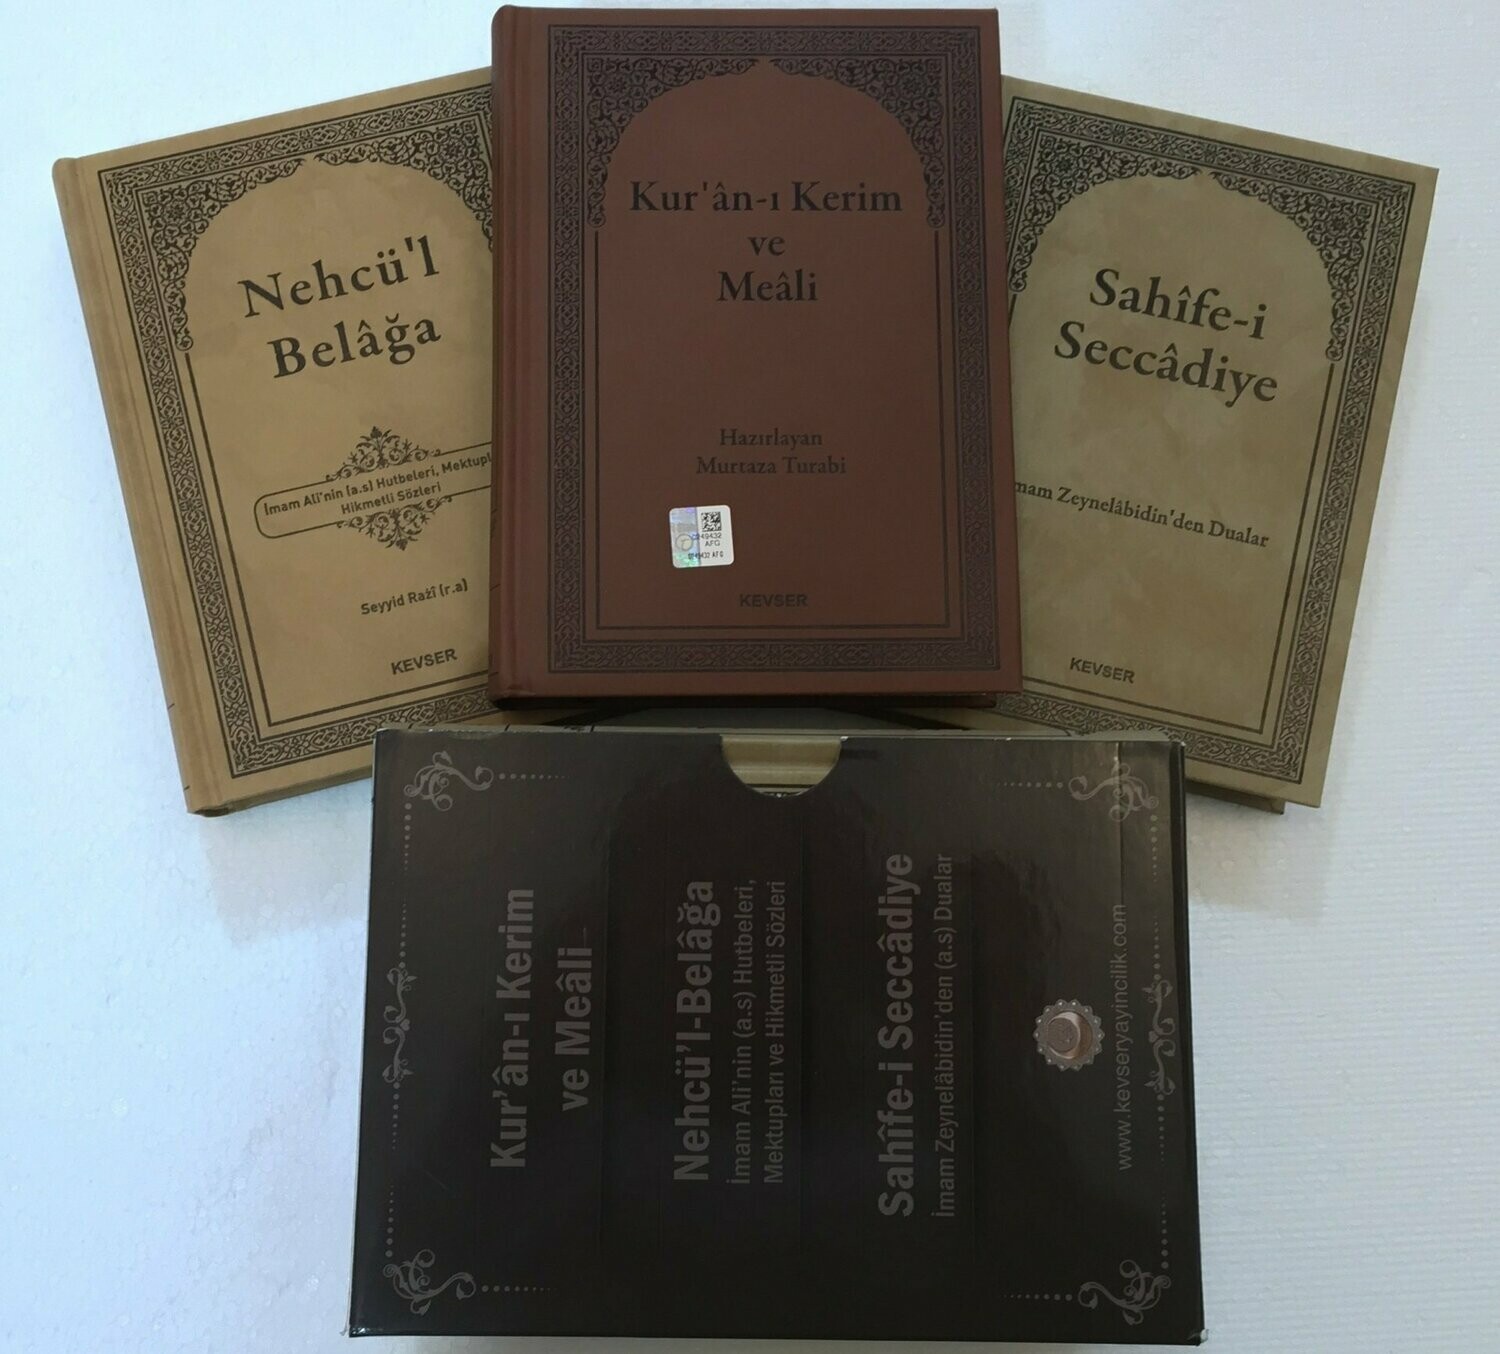 Nehcü'l
Belâğa
İmam Ali'nin (a.s) Hutbeleri, Mektupl
Hikmetli Sözleri
Seyyid Razî (r.a)
KEVSER
Kur'ân-ı Kerim
ve
Meâli
Hazırlayan
Murtaza Turabi
AFG
KEVSER
Sahîfe-i
Seccâdiye
mam Zeynelâbidin'den Dualar
KEVSER
Kur'ân-ı Kerim
ve Meâli
Nehcü'l-Belâğa
İmam Ali'nin (a.s) Hutbeleri,
Mektupları ve Hikmetli Sözleri
Sahîfe-i Seccâdiye
İmam Zeynelâbidin'den (a.s) Dualar
www.kevseryayincilik.com